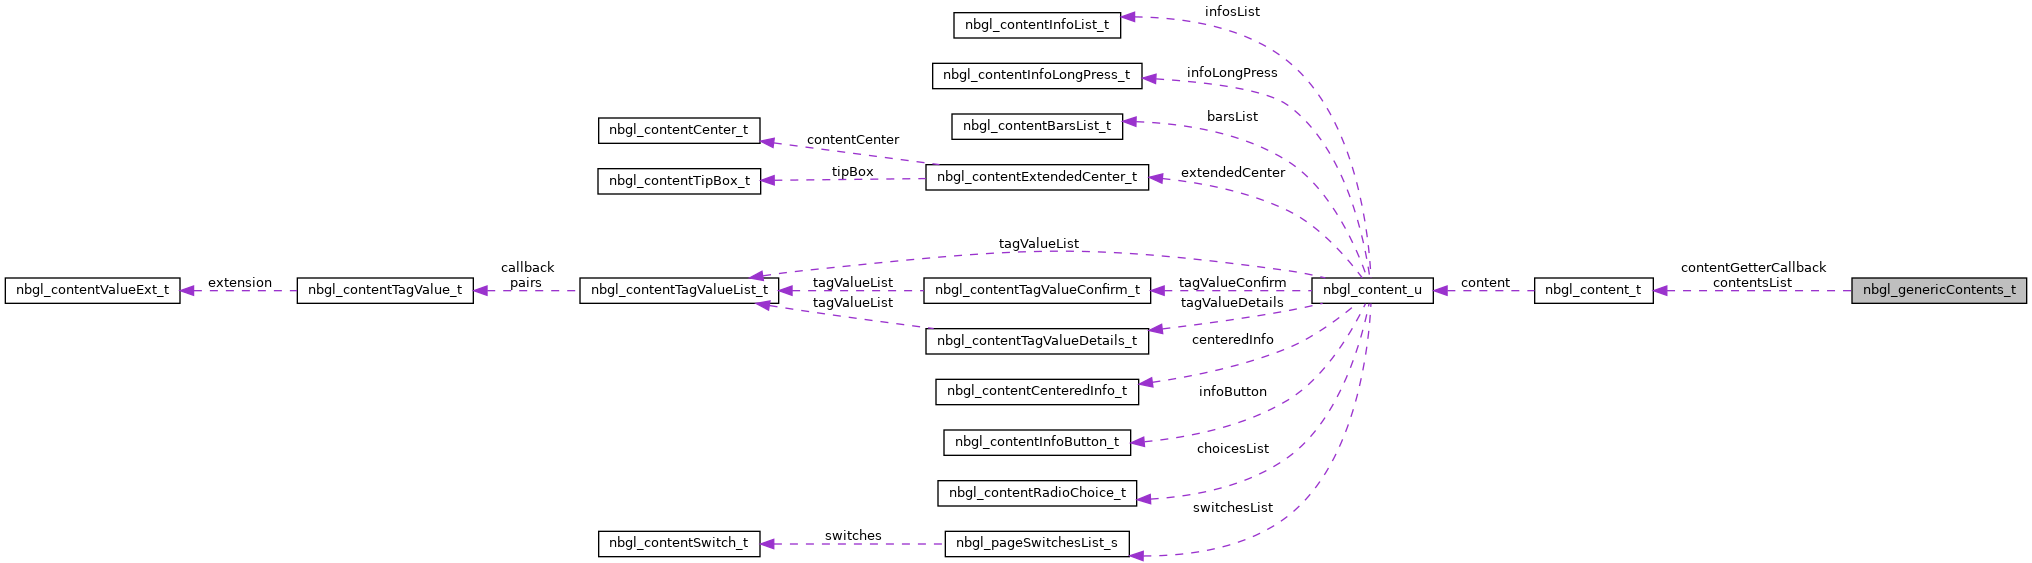 nbgl_contentInfoList_t
infosList
nbgl_contentInfoLongPress_t
infoLongPress
nbgl_contentBarsList_t
barsList
nbgl_contentCenter_t
contentCenter
nbgl_contentTipBox_t
tipBox
nbgl_contentExtendedCenter_t
extendedCenter
tagValueList
nbgl_contentValueExt_t
extension
nbgl_contentTagValue_t
callback
pairs
nbgl_contentTagValueList_t
tagValueList
nbgl_contentTagValueConfirm_t
tagValueConfirm
nbgl_content_u
content
nbgl_content_t
contentGetterCallback
contentsList
nbgl_genericContents_t
tagValueList
nbgl_contentTagValueDetails_t
tagValueDetails
nbgl_contentCenteredInfo_t
centeredInfo
nbgl_contentInfoButton_t
infoButton
nbgl_contentRadioChoice_t
choicesList
nbgl_contentSwitch_t
switches
nbgl_pageSwitchesList_s
switchesList